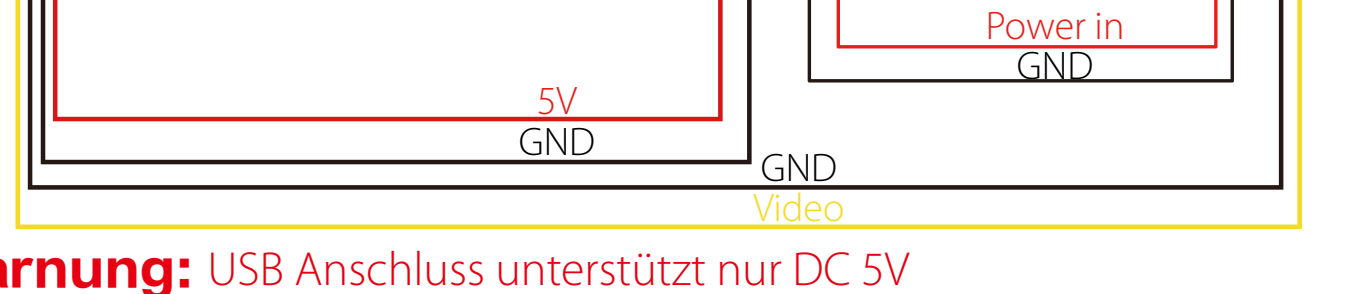 Power in
GND
5V
GND
GND
Video
arnung: USB Anschluss unterstützt nur DC 5V